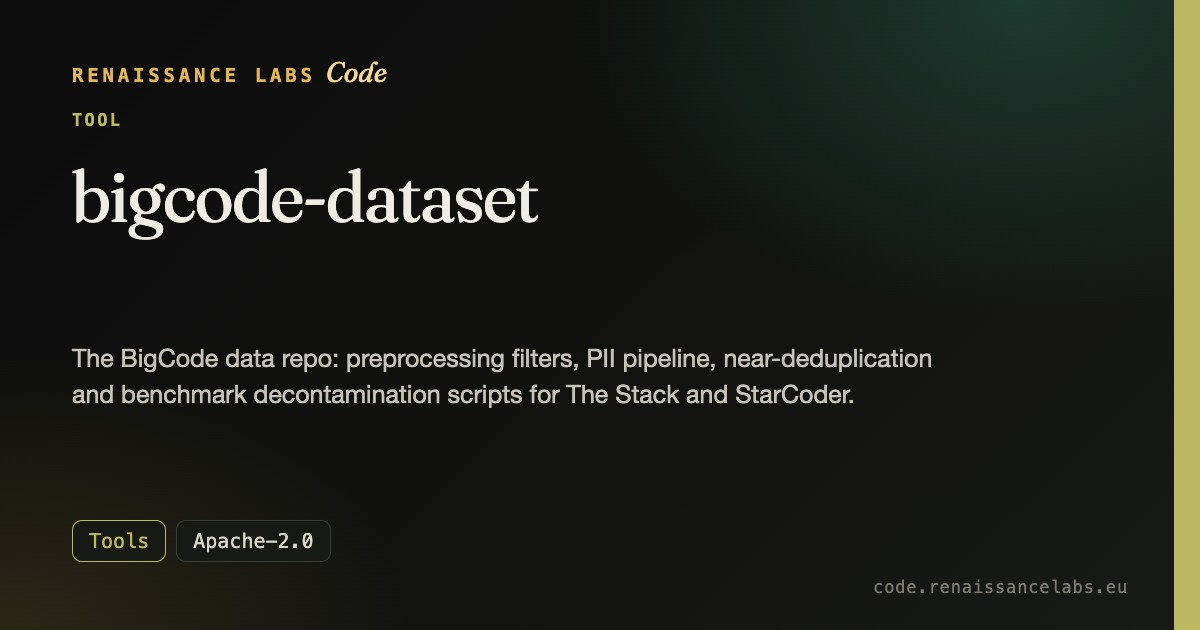 RENAISSANCE LABS Code
TOOL
bigcode-dataset
The BigCode data repo: preprocessing filters, PII pipeline, near-deduplication
and benchmark decontamination scripts for The Stack and StarCoder.
Tools Apache-2.0
code.renaissancelabs.eu